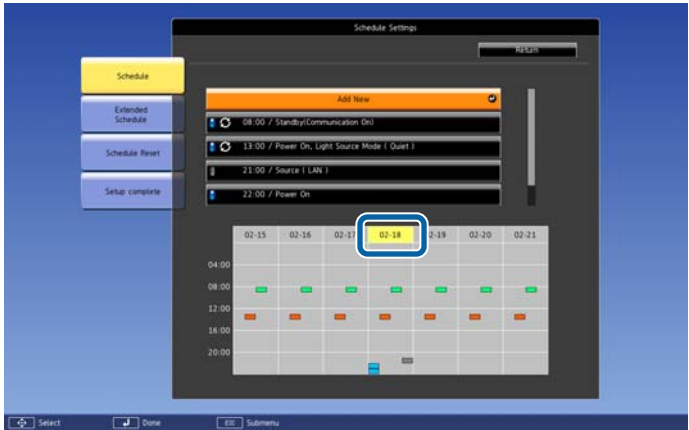 Schedule Settings
Return
Schedule
Extended
Schedule
Schedule Reset
Setup complete
Add New
08:00 / Standby(Communication On)
13:00 / Power On, Light Source Mode ( Quiet )
21:00 / Source ( LAN )
22:00 / Power On
02-15 02-16 02-17 02-18 02-19 02-20 02-21
04:00
08:00
12:00
16:00
20:00
Select Done ESC Submenu